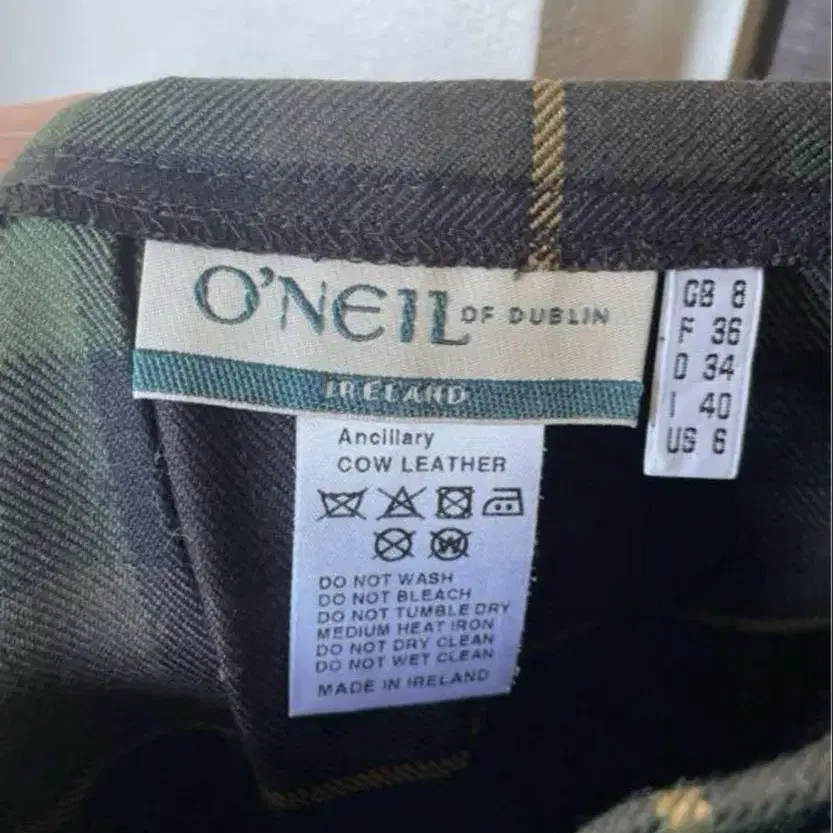 O'NEIL OF DUBLIN
IRELAND
GB 8
F 36
D 34
I 40
US 6
Ancillary
COW LEATHER
W
DO NOT WASH
DO NOT BLEACH
DO NOT TUMBLE DRY
MEDIUM HEAT IRON
DO NOT DRY CLEAN
DO NOT WET CLEAN
MADE IN IRELAND